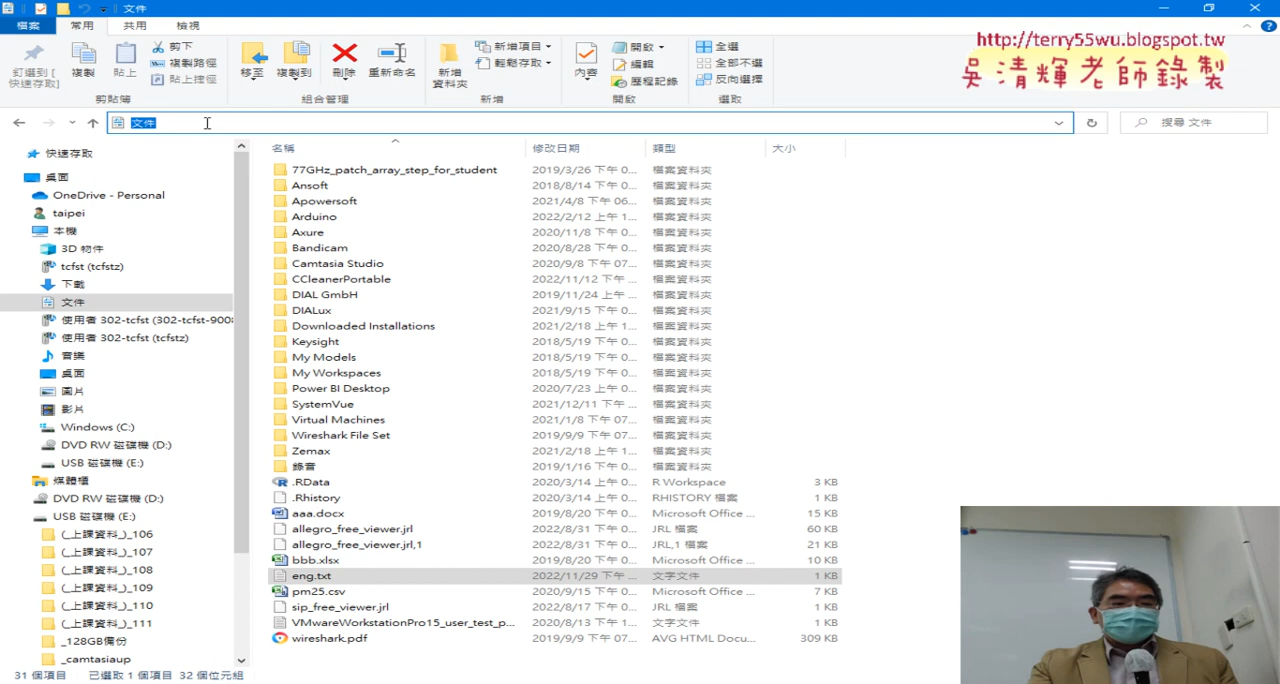 文件
檔案 常用 共用 檢視
釘選到 [快速存取]
複製
貼上
剪下
複製路徑
貼上捷徑
剪貼簿
移至
複製到
刪除
重新命名
組合管理
新增
資料夾
新增項目
輕鬆存取
新增
內容
開啟
編輯
歷程記錄
開啟
全選
全部不選
反向選擇
選取
http://terry55wu.blogspot.tw
吳清輝老師錄製
文件
搜尋 文件
快速存取
桌面
OneDrive - Personal
taipei
本機
3D 物件
tcfst (tcfstz)
下載
文件
使用者 302-tcfst (302-tcfst-900
使用者 302-tcfst (tcfstz)
音樂
桌面
圖片
影片
Windows (C:)
DVD RW 磁碟機 (D:)
USB 磁碟機 (E:)
媒體櫃
DVD RW 磁碟機 (D:)
USB 磁碟機 (E:)
(_上課資料_)_106
(_上課資料_)_107
(_上課資料_)_108
(_上課資料_)_109
(_上課資料_)_110
(_上課資料_)_111
_128GB備份
_camtasiaup
名稱 修改日期 類型 大小
77GHz_patch_array_step_for_student 2019/3/26 下午 0... 檔案資料夾
Ansoft 2018/8/14 下午 0... 檔案資料夾
Apowersoft 2021/4/8 下午 06... 檔案資料夾
Arduino 2022/2/12 上午 1... 檔案資料夾
Axure 2020/11/8 下午 0... 檔案資料夾
Bandicam 2020/8/28 下午 0... 檔案資料夾
Camtasia Studio 2020/9/8 下午 07... 檔案資料夾
CCleanerPortable 2022/11/12 下午 ... 檔案資料夾
DIAL GmbH 2019/11/24 上午 ... 檔案資料夾
DIALux 2021/9/15 下午 0... 檔案資料夾
Downloaded Installations 2021/2/18 上午 1... 檔案資料夾
Keysight 2018/5/19 下午 0... 檔案資料夾
My Models 2018/5/19 下午 0... 檔案資料夾
My Workspaces 2018/5/19 下午 0... 檔案資料夾
Power BI Desktop 2020/7/23 上午 0... 檔案資料夾
SystemVue 2021/12/11 下午 ... 檔案資料夾
Virtual Machines 2021/1/8 下午 07... 檔案資料夾
Wireshark File Set 2019/9/9 下午 07... 檔案資料夾
Zemax 2021/2/18 上午 1... 檔案資料夾
錄音 2019/1/16 下午 0... 檔案資料夾
.RData 2020/3/14 上午 0... R Workspace 3 KB
.Rhistory 2020/3/14 上午 0... RHISTORY 檔案 1 KB
aaa.docx 2019/8/20 下午 0... Microsoft Office ... 15 KB
allegro_free_viewer.jrl 2022/8/31 下午 0... JRL 檔案 60 KB
allegro_free_viewer.jrl,1 2022/8/31 下午 0... JRL,1 檔案 21 KB
bbb.xlsx 2019/8/20 下午 0... Microsoft Office ... 10 KB
eng.txt 2022/11/29 下午 ... 文字文件 1 KB
pm25.csv 2020/9/15 下午 0... Microsoft Office ... 7 KB
sip_free_viewer.jrl 2022/8/17 下午 0... JRL 檔案 1 KB
VMwareWorkstationPro15_user_test_p... 2020/8/13 下午 0... 文字文件 1 KB
wireshark.pdf 2019/9/9 下午 07... AVG HTML Docu... 309 KB
31 個項目 已選取 1 個項目 32 個位元組